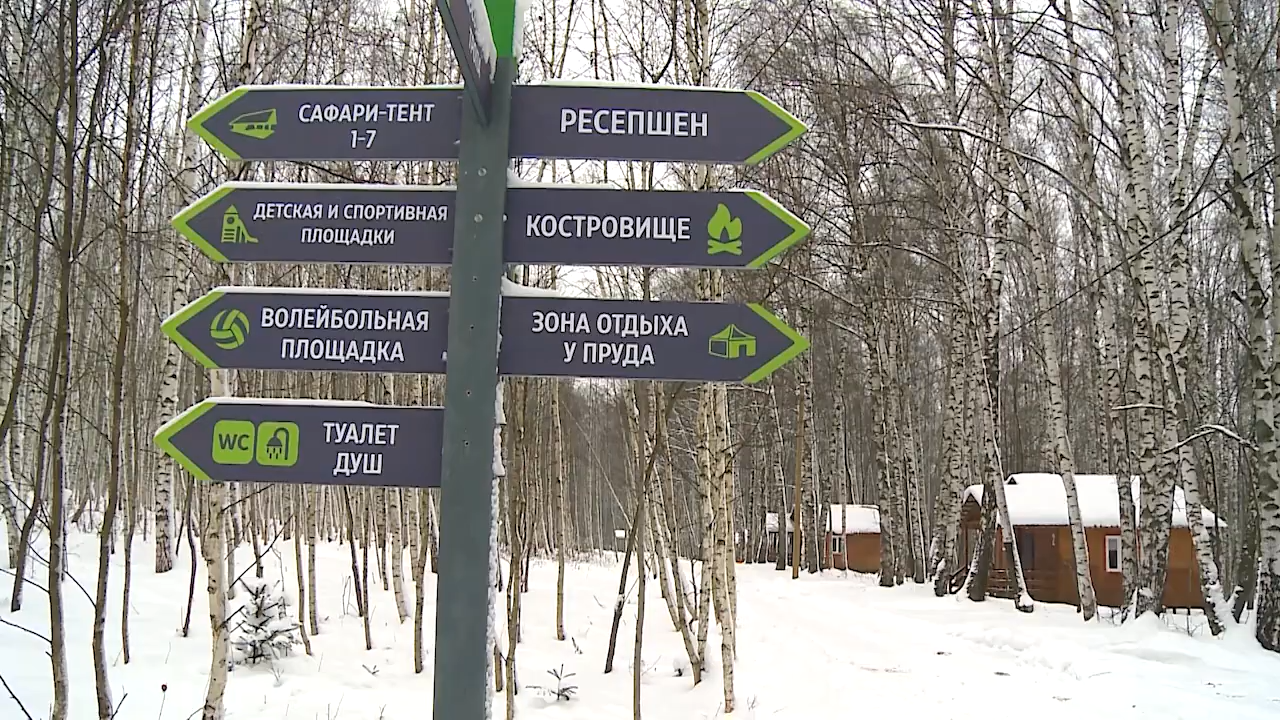 САФАРИ-ТЕНТ
1-7
РЕСЕПШЕН
ДЕТСКАЯ И СПОРТИВНАЯ
ПЛОЩАДКИ
КОСТРОВИЩЕ
ВОЛЕЙБОЛЬНАЯ
ПЛОЩАДКА
ЗОНА ОТДЫХА
У ПРУДА
WC
ТУАЛЕТ
ДУШ